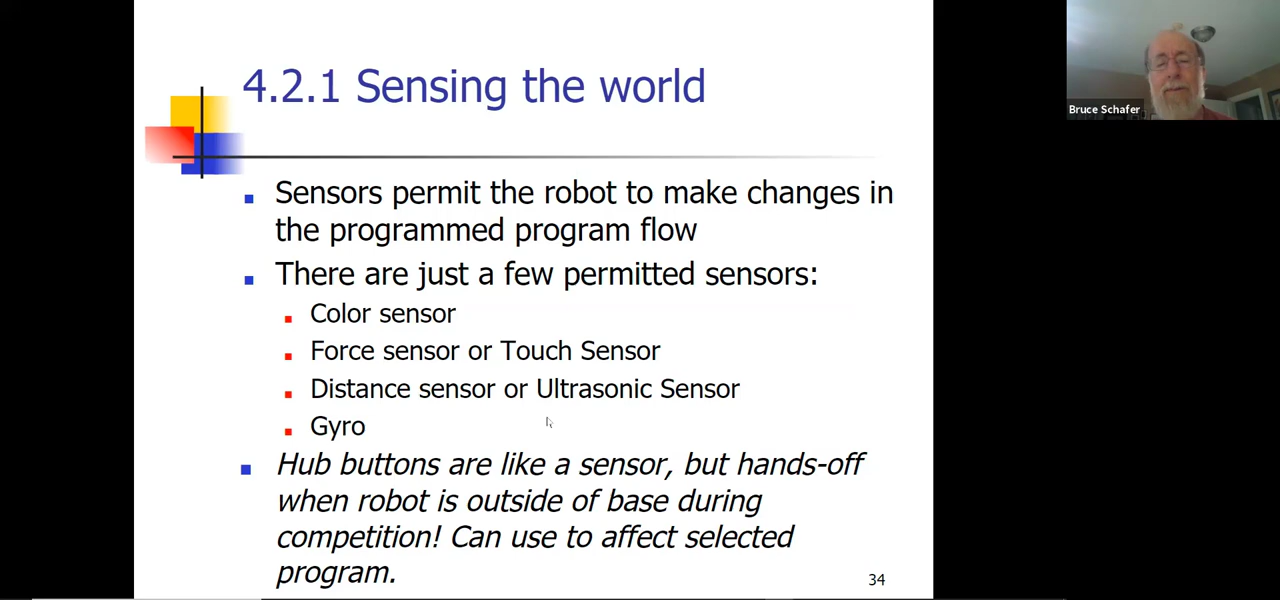 4.2.1 Sensing the world
Bruce Schafer
Sensors permit the robot to make changes in
the programmed program flow
There are just a few permitted sensors:
Color sensor
Force sensor or Touch Sensor
Distance sensor or Ultrasonic Sensor
Gyro
Hub buttons are like a sensor, but hands-off
when robot is outside of base during
competition! Can use to affect selected
program.
34